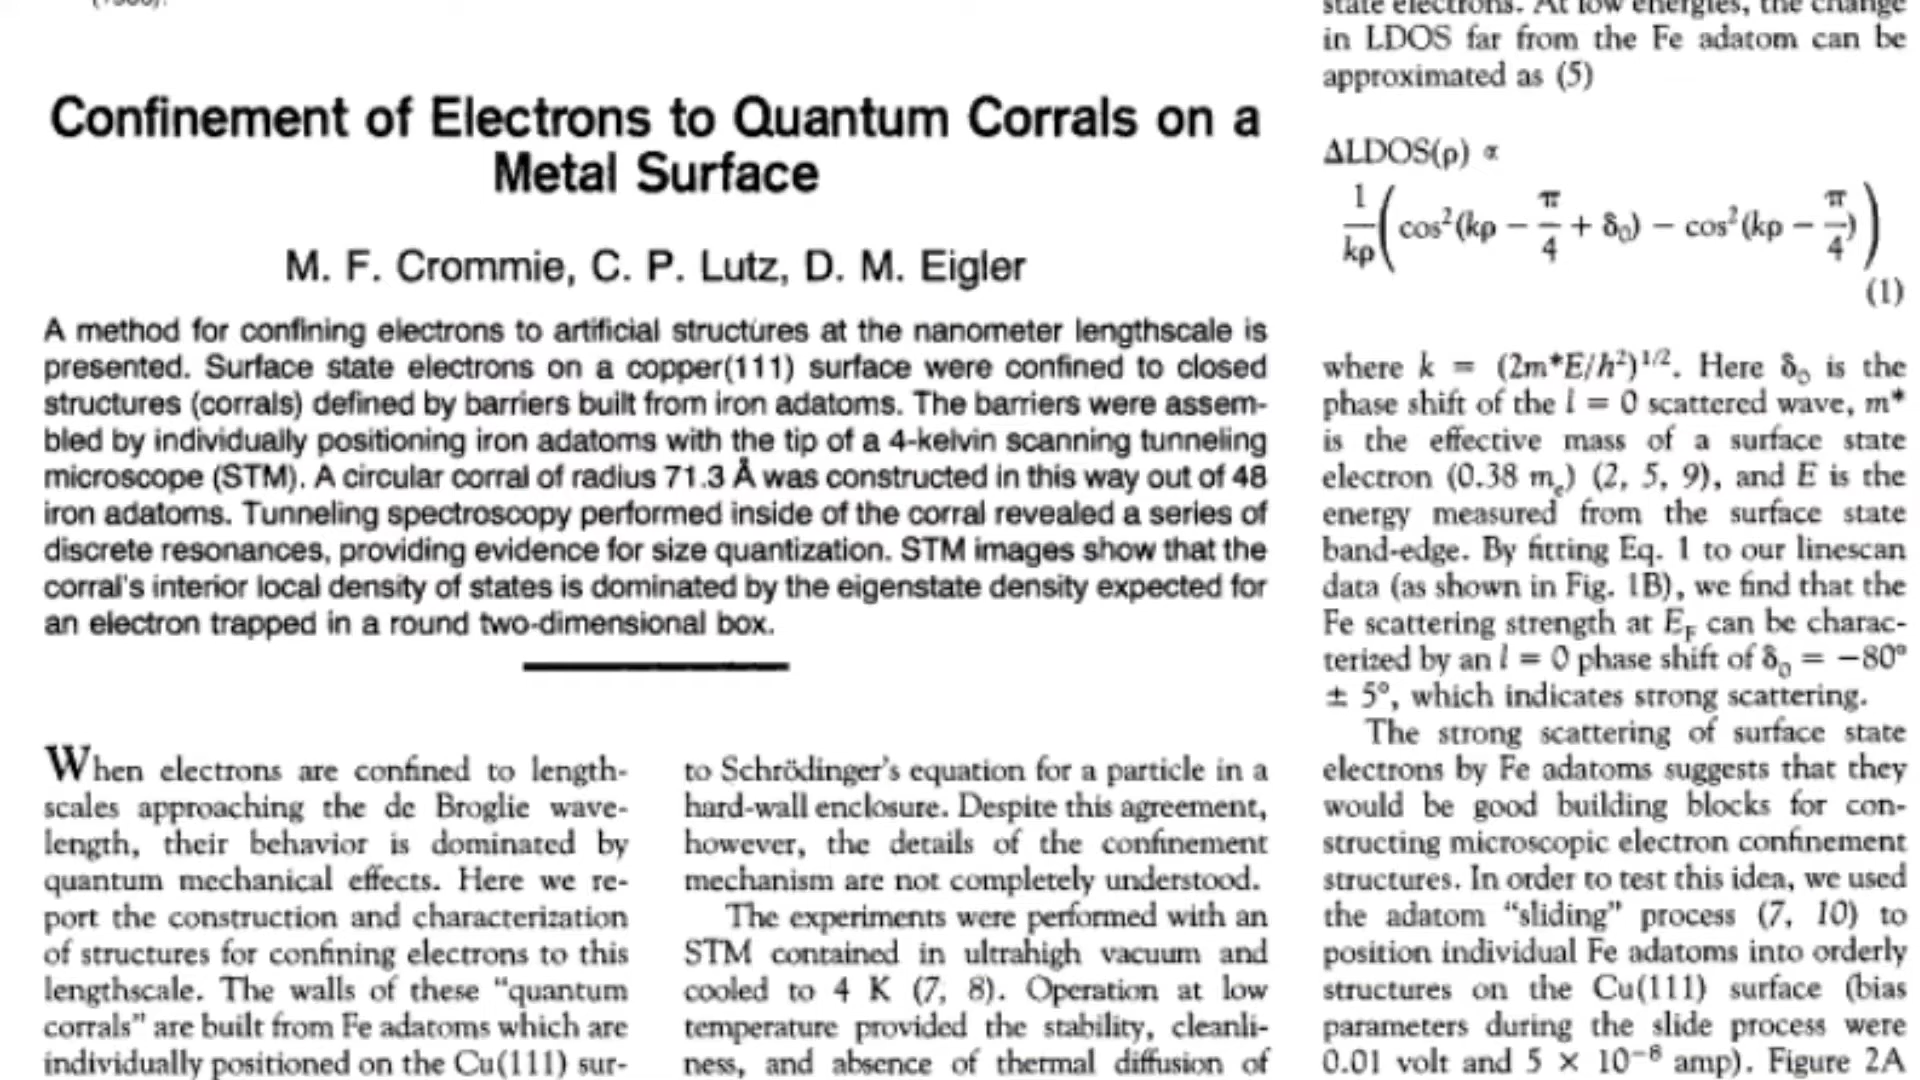 Confinement of Electrons to Quantum Corrals on a
Metal Surface
M. F. Crommie, C. P. Lutz, D. M. Eigler
A method for confining electrons to artificial structures at the nanometer lengthscale is
presented. Surface state electrons on a copper(111) surface were confined to closed
structures (corrals) defined by barriers built from iron adatoms. The barriers were assem-
bled by individually positioning iron adatoms with the tip of a 4-kelvin scanning tunneling
microscope (STM). A circular corral of radius 71.3 Å was constructed in this way out of 48
iron adatoms. Tunneling spectroscopy performed inside of the corral revealed a series of
discrete resonances, providing evidence for size quantization. STM images show that the
corral's interior local density of states is dominated by the eigenstate density expected for
an electron trapped in a round two-dimensional box.
When electrons are confined to length-
scales approaching the de Broglie wave-
length, their behavior is dominated by
quantum mechanical effects. Here we re-
port the construction and characterization
of structures for confining electrons to this
lengthscale. The walls of these "quantum
corrals" are built from Fe adatoms which are
individually positioned on the Cu(111) sur-
to Schrödinger's equation for a particle in a
hard-wall enclosure. Despite this agreement,
however, the details of the confinement
mechanism are not completely understood.
The experiments were performed with an
STM contained in ultrahigh vacuum and
cooled to 4 K (7, 8). Operation at low
temperature provided the stability, cleanli-
ness, and absence of thermal diffusion of
state electrons. At low energies, the change
in LDOS far from the Fe adatom can be
approximated as (5)
ΔLDOS(ρ) ∝
1/kρ (cos²(kρ − π/4 + δ₀) − cos²(kρ − π/4))
(1)
where k = (2m*E/ℏ²)¹/². Here δ₀ is the
phase shift of the l = 0 scattered wave, m*
is the effective mass of a surface state
electron (0.38 mₑ) (2, 5, 9), and E is the
energy measured from the surface state
band-edge. By fitting Eq. 1 to our linescan
data (as shown in Fig. 1B), we find that the
Fe scattering strength at E_F can be charac-
terized by an l = 0 phase shift of δ₀ = −80°
± 5°, which indicates strong scattering.
The strong scattering of surface state
electrons by Fe adatoms suggests that they
would be good building blocks for con-
structing microscopic electron confinement
structures. In order to test this idea, we used
the adatom "sliding" process (7, 10) to
position individual Fe adatoms into orderly
structures on the Cu(111) surface (bias
parameters during the slide process were
0.01 volt and 5 × 10⁻⁸ amp). Figure 2A